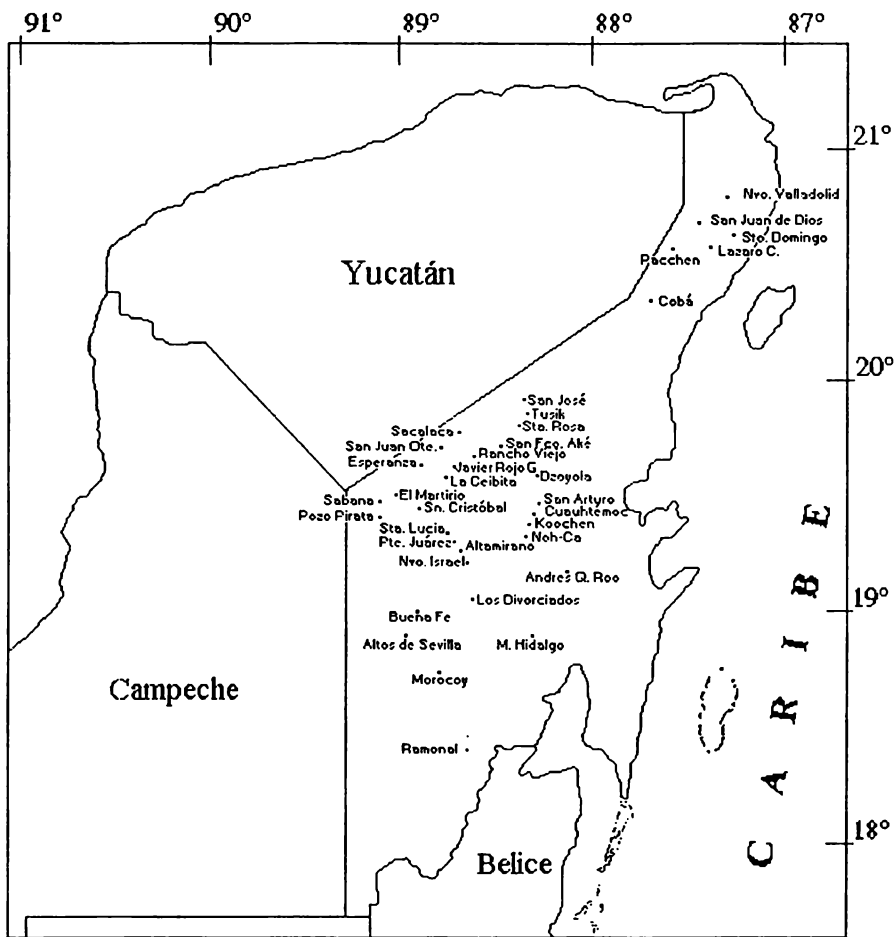 91° 90° 89° 88° 87°
21°
Nvo. Valladolid
San Juan de Dios
Sto. Domingo
Lazaro C.
Pacchen
Yucatán
Cobá
20°
San José
Tusik
Sta. Rosa
Sacalaca
San Juan Ote.
San Fco. Aké
Rancho Viejo
Esperanza
Javier Rojo G.
La Ceibita
Dzoyola
El Martirio
Sabana
San Arturo
Sn. Cristóbal
Cuauhtemoc
Pozo Pirata
Koochen
Sta. Lucia
Noh-Ca
Pte. Juárez
Altamirano
Nvo. Israel
Andres Q. Roo
Los Divorciados
19°
Buena Fe
Altos de Sevilla
M. Hidalgo
Campeche
Morocoy
Ramonal
18°
Belice
CARIBE